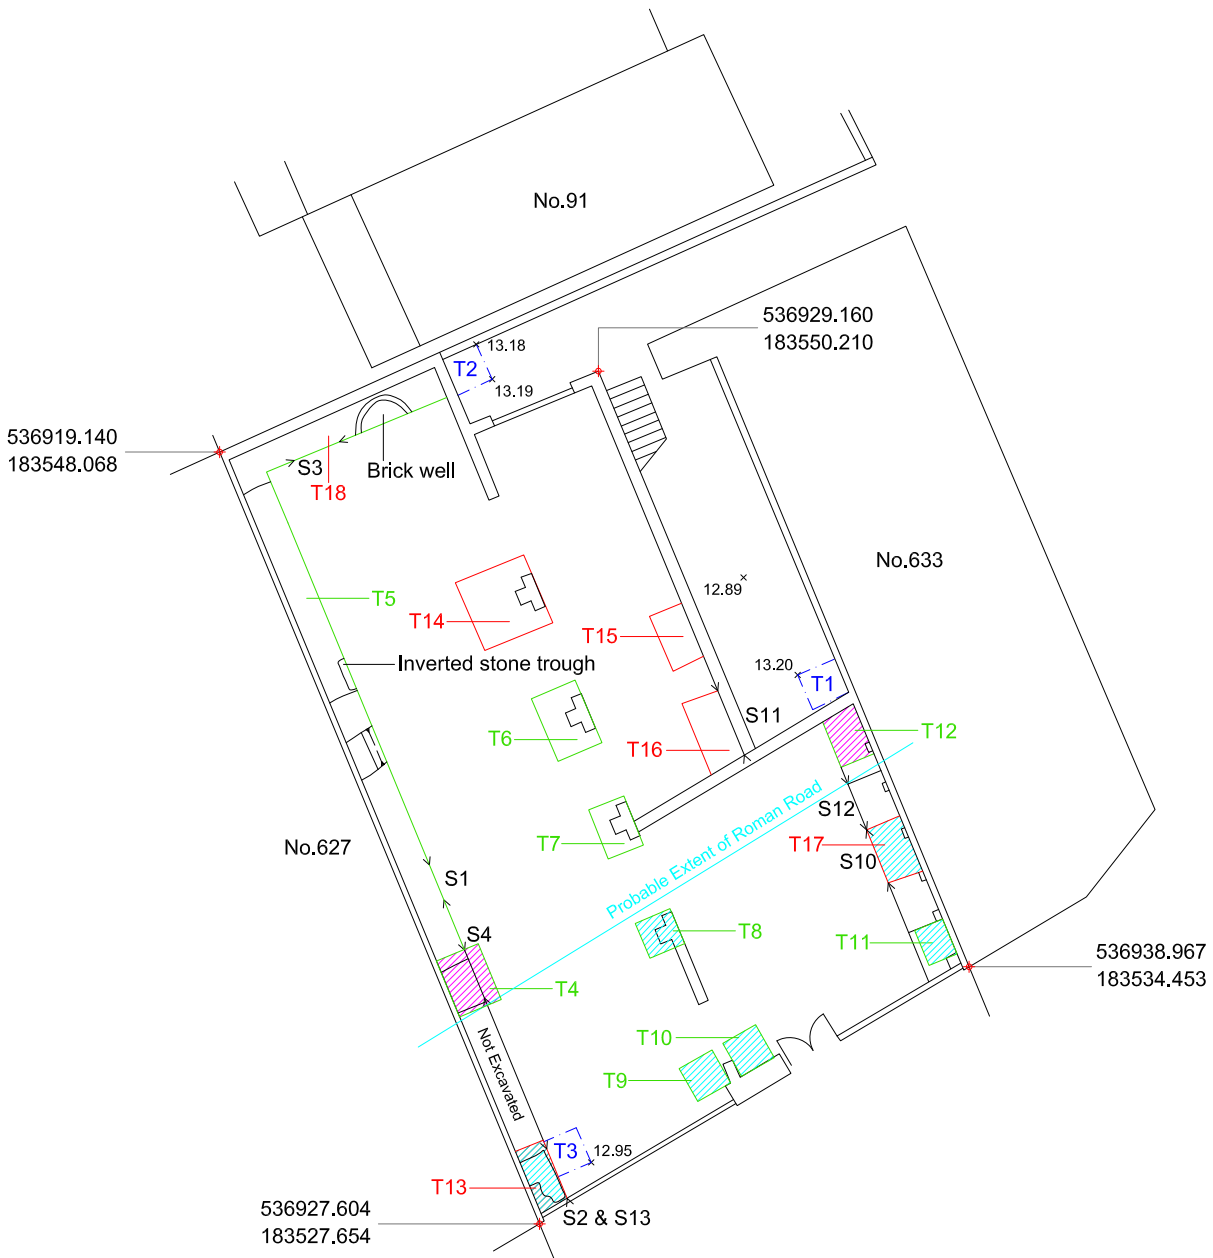 No.91
536929.160
183550.210
13.18
T2
13.19
536919.140
183548.068
S3
Brick well
T18
No.633
12.89
T5
T14
T15
Inverted stone trough
13.20
T1
S11
T6
T16
T12
Probable Extent of Roman Road
S12
T7
T17
No.627
S10
S1
T8
S4
T11
536938.967
183534.453
T4
Not Excavated
T10
T9
T3
12.95
T13
536927.604
183527.654
S2 & S13